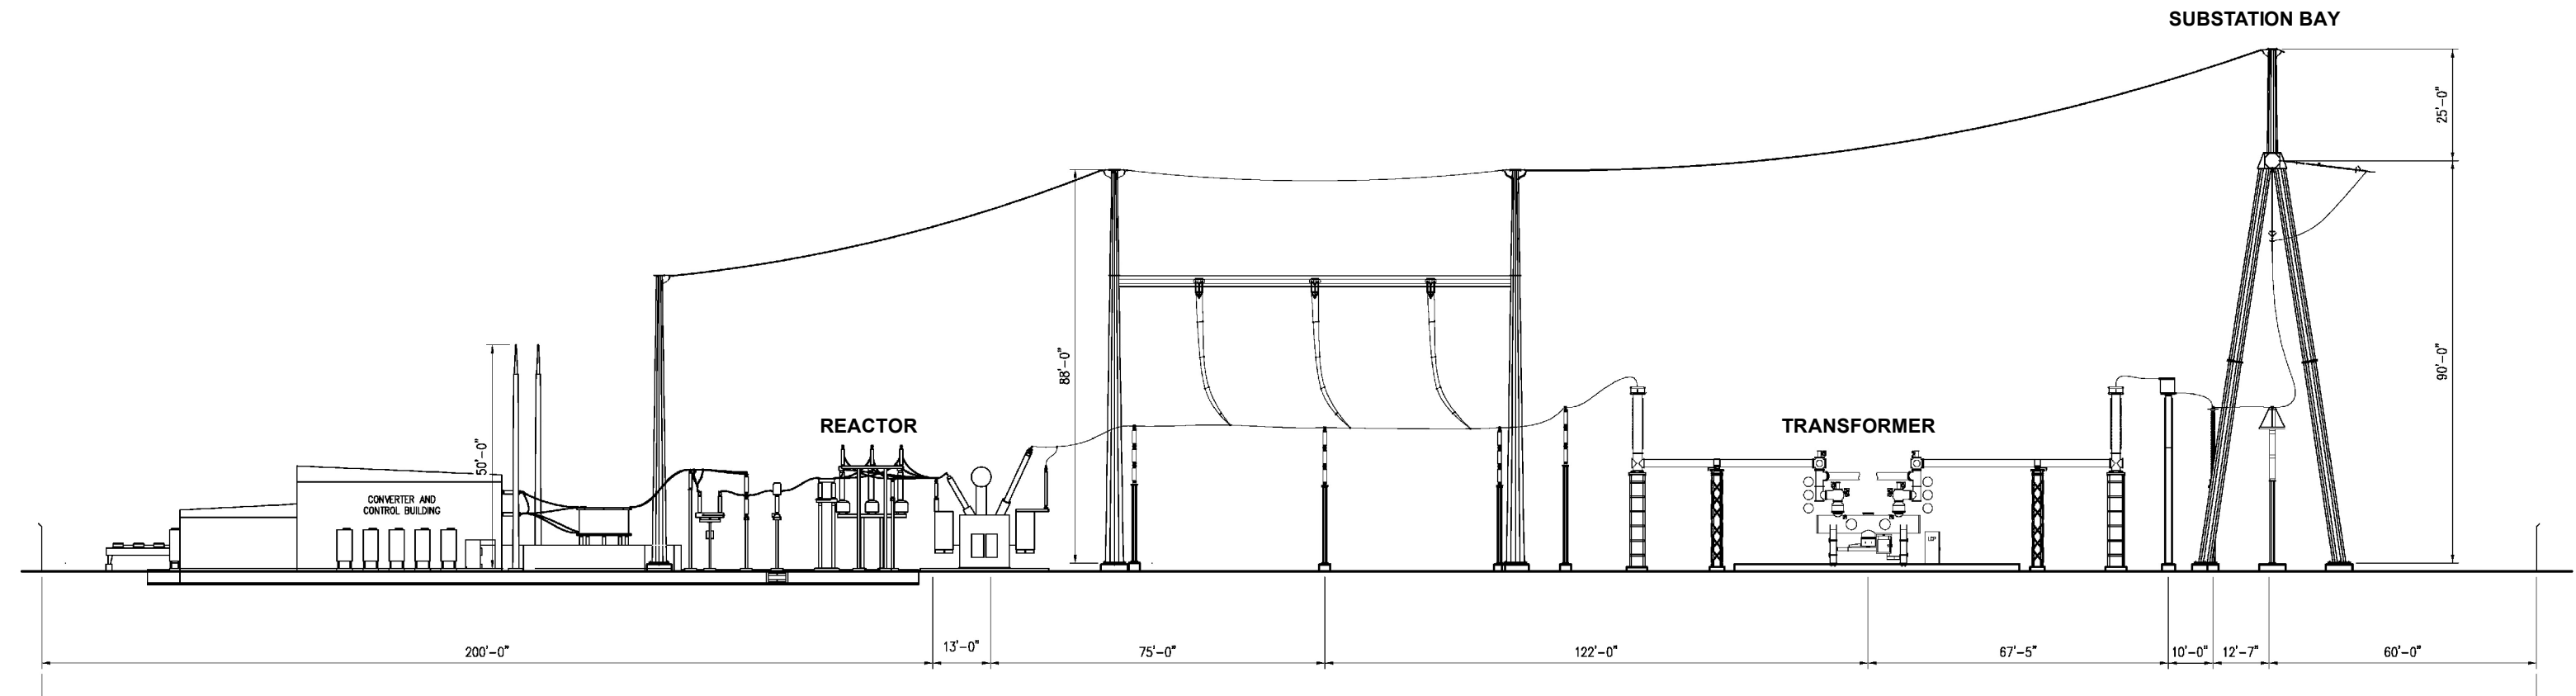 SUBSTATION BAY
25'-0"
88'-0"
90'-0"
REACTOR
TRANSFORMER
50'-0"
CONVERTER AND
CONTROL BUILDING
200'-0"
13'-0"
75'-0"
122'-0"
67'-5"
10'-0"
12'-7"
60'-0"